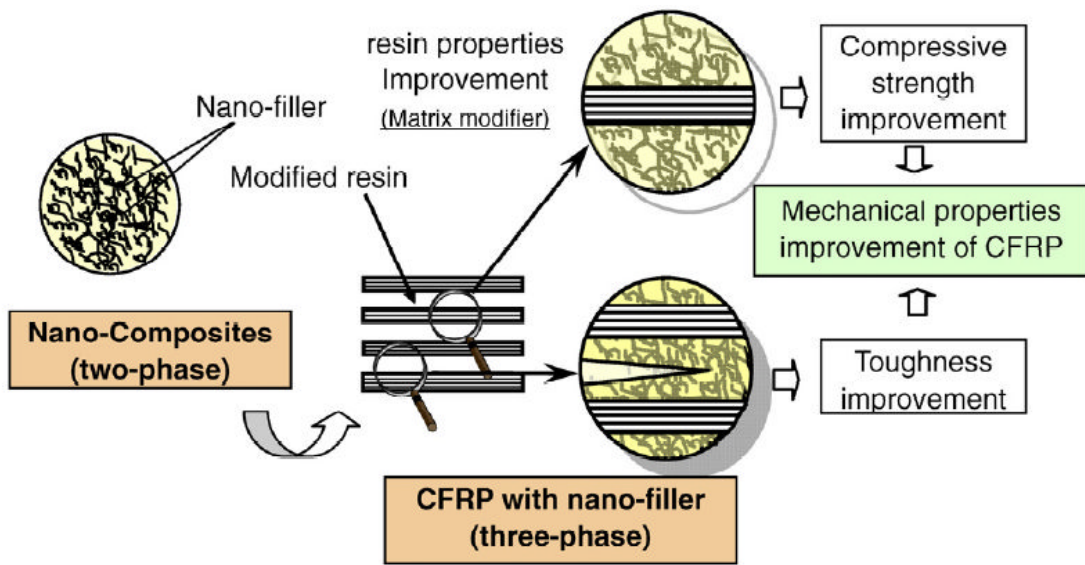 resin properties
Improvement
(Matrix modifier)
Compressive
strength
improvement
Nano-filler
Modified resin
Mechanical properties
improvement of CFRP
Nano-Composites
(two-phase)
Toughness
improvement
CFRP with nano-filler
(three-phase)